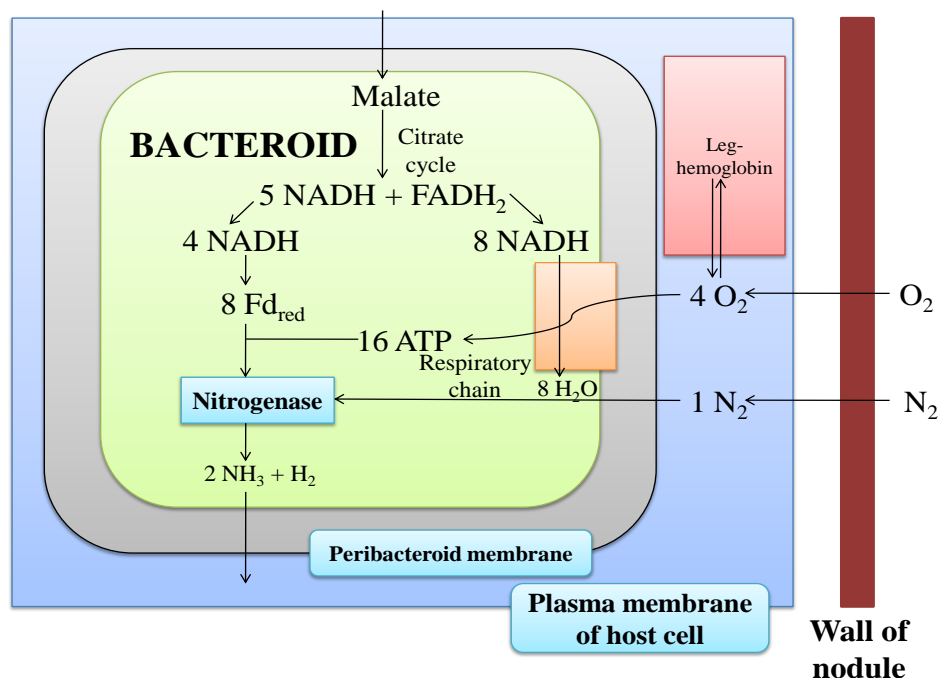 Malate
BACTEROID
Citrate
cycle
Leg-
hemoglobin
5 NADH + FADH₂
4 NADH
8 NADH
8 Fd_red
4 O₂
O₂
16 ATP
Respiratory
chain
8 H₂O
Nitrogenase
1 N₂
N₂
2 NH₃ + H₂
Peribacteroid membrane
Plasma membrane
of host cell
Wall of
nodule